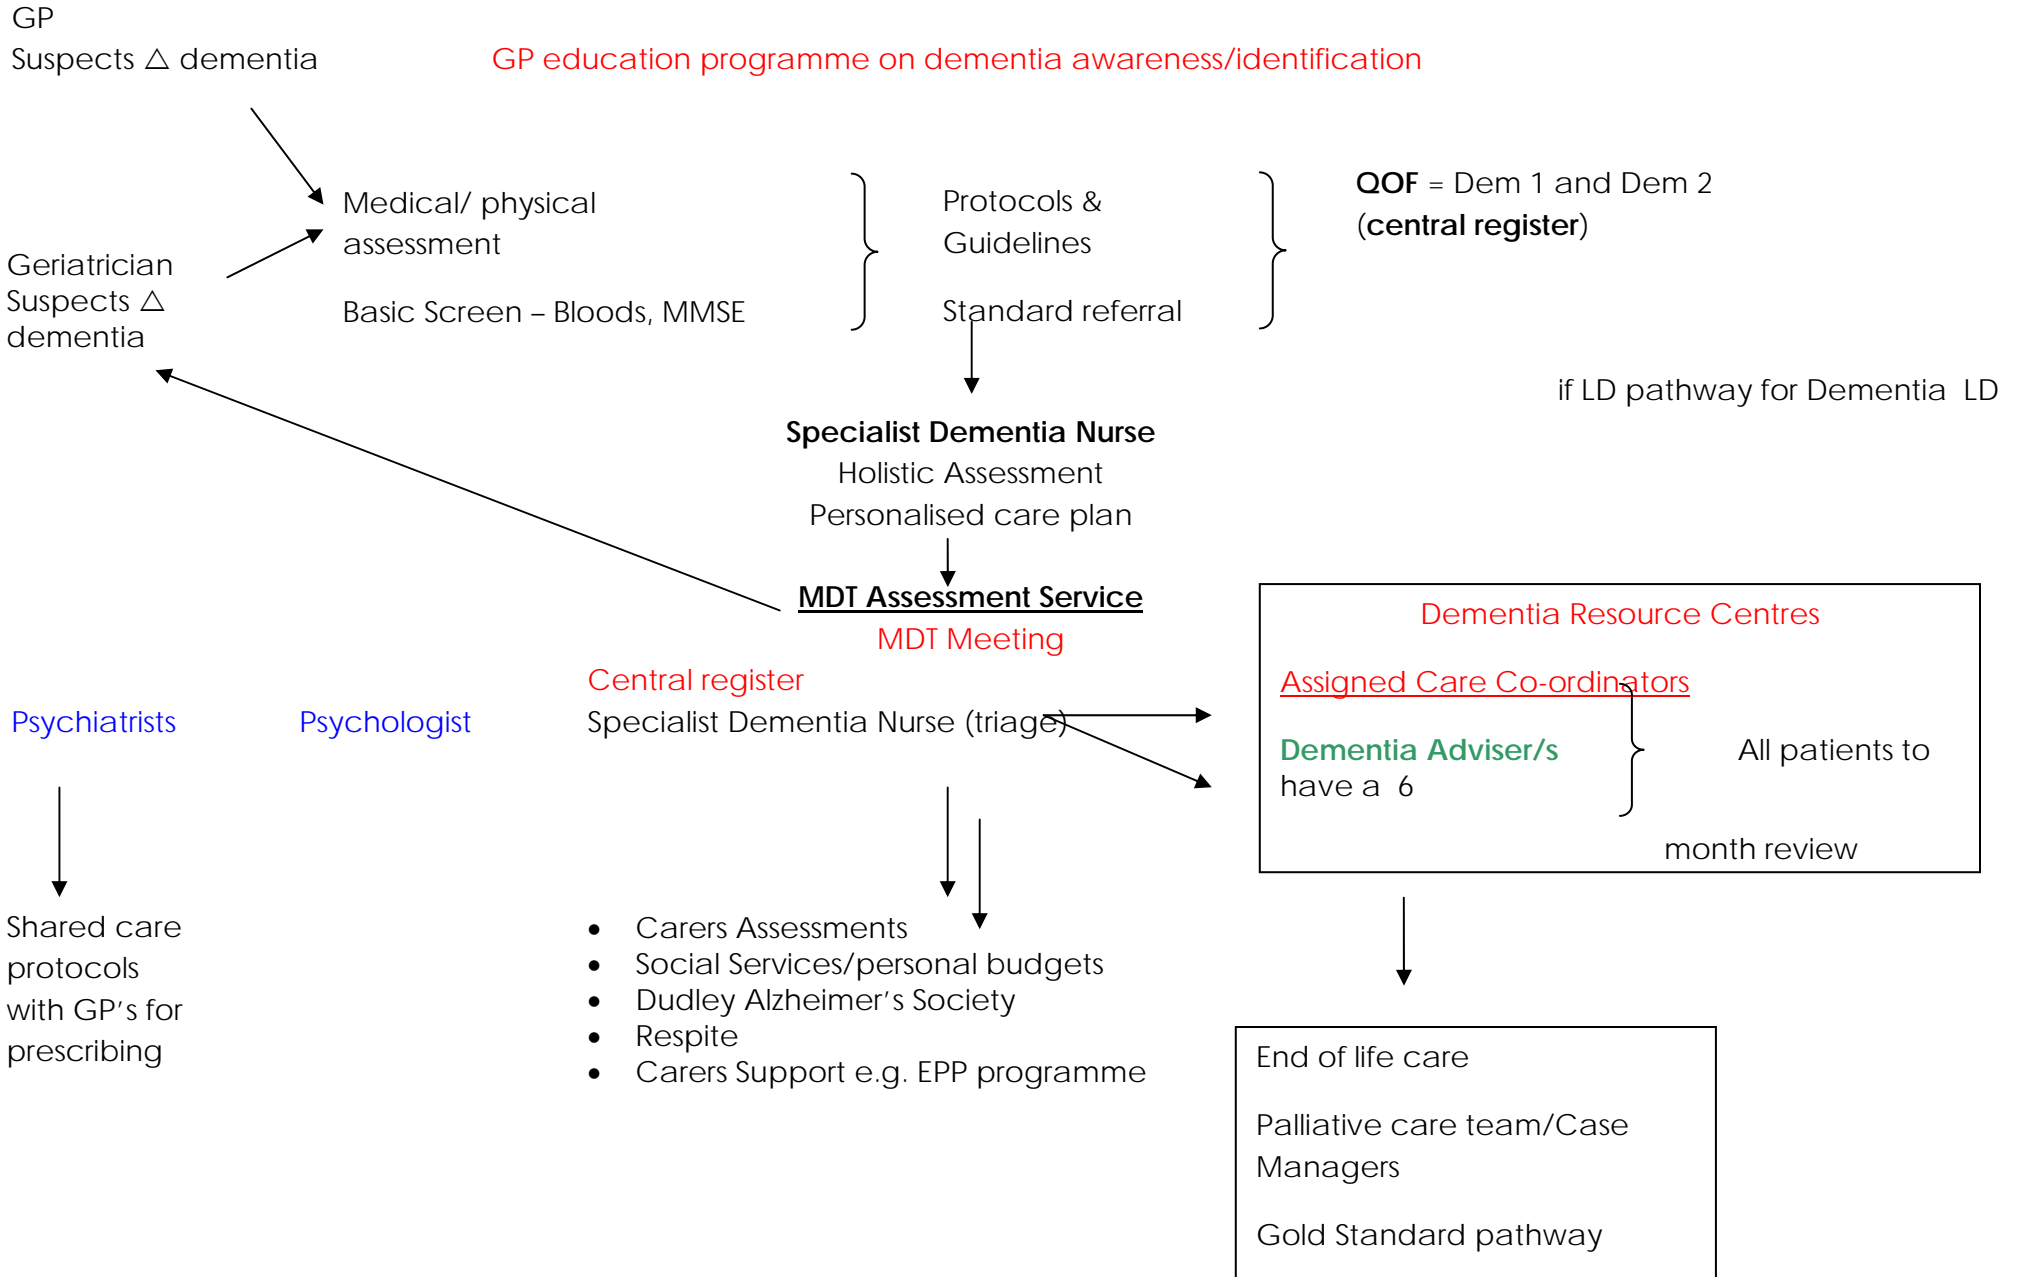 GP
Suspects △ dementia
GP education programme on dementia awareness/identification
Medical/ physical
assessment
Basic Screen – Bloods, MMSE
Protocols &
Guidelines
Standard referral
QOF = Dem 1 and Dem 2
(central register)
Geriatrician
Suspects △
dementia
if LD pathway for Dementia  LD
Specialist Dementia Nurse
Holistic Assessment
Personalised care plan
MDT Assessment Service
MDT Meeting
Central register
Psychiatrists
Psychologist
Specialist Dementia Nurse (triage)
Dementia Resource Centres
Assigned Care Co-ordinators
Dementia Adviser/s All patients to
have a  6
month review
Shared care
protocols
with GP's for
prescribing
• Carers Assessments
• Social Services/personal budgets
• Dudley Alzheimer's Society
• Respite
• Carers Support e.g. EPP programme
End of life care
Palliative care team/Case
Managers
Gold Standard pathway